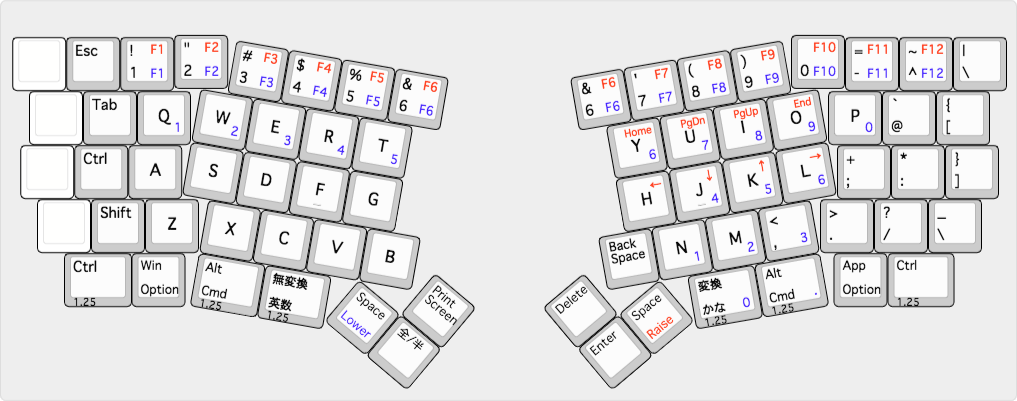 Esc
! F1
1 F1
" F2
2 F2
# F3
3 F3
$ F4
4 F4
% F5
5 F5
& F6
6 F6
& F6
6 F6
' F7
7 F7
( F8
8 F8
) F9
9 F9
F10
0 F10
= F11
- F11
~ F12
^ F12
|
\
Tab
Q 1
W 2
E 3
R 4
T 5
Home
Y 6
PgDn
U 7
PgUp
I 8
End
O 9
P 0
`
@
{
[
Ctrl
A
S
D
F
_
G
←
H
↓
J
_ 4
↑
K 5
→
L 6
+
;
*
:
}
]
Shift
Z
X
C
V
B
Back
Space
N 1
M 2
<
, 3
>
.
?
/
_
\
Ctrl
1.25
Win
Option
Alt
Cmd
1.25
無変換
英数
1.25
Space
Lower
Print
Screen
全/半
Delete
Enter
Space
Raise
変換
かな 0
1.25
Alt
Cmd .
1.25
App
Option
Ctrl
1.25